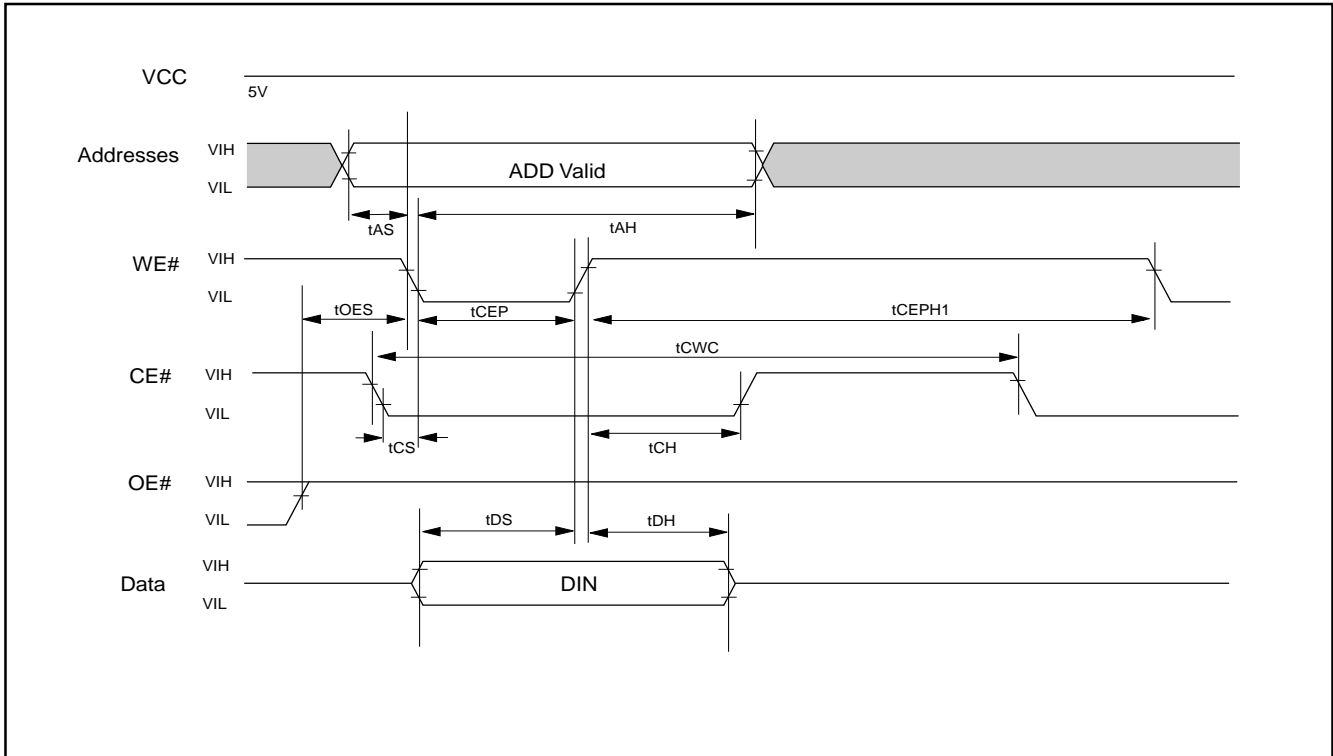 VCC
5V
Addresses
VIH
VIL
ADD Valid
tAS
tAH
WE#
VIH
VIL
tOES
tCEP
tCEPH1
tCWC
CE#
VIH
VIL
tCS
tCH
OE#
VIH
VIL
tDS
tDH
Data
VIH
VIL
DIN